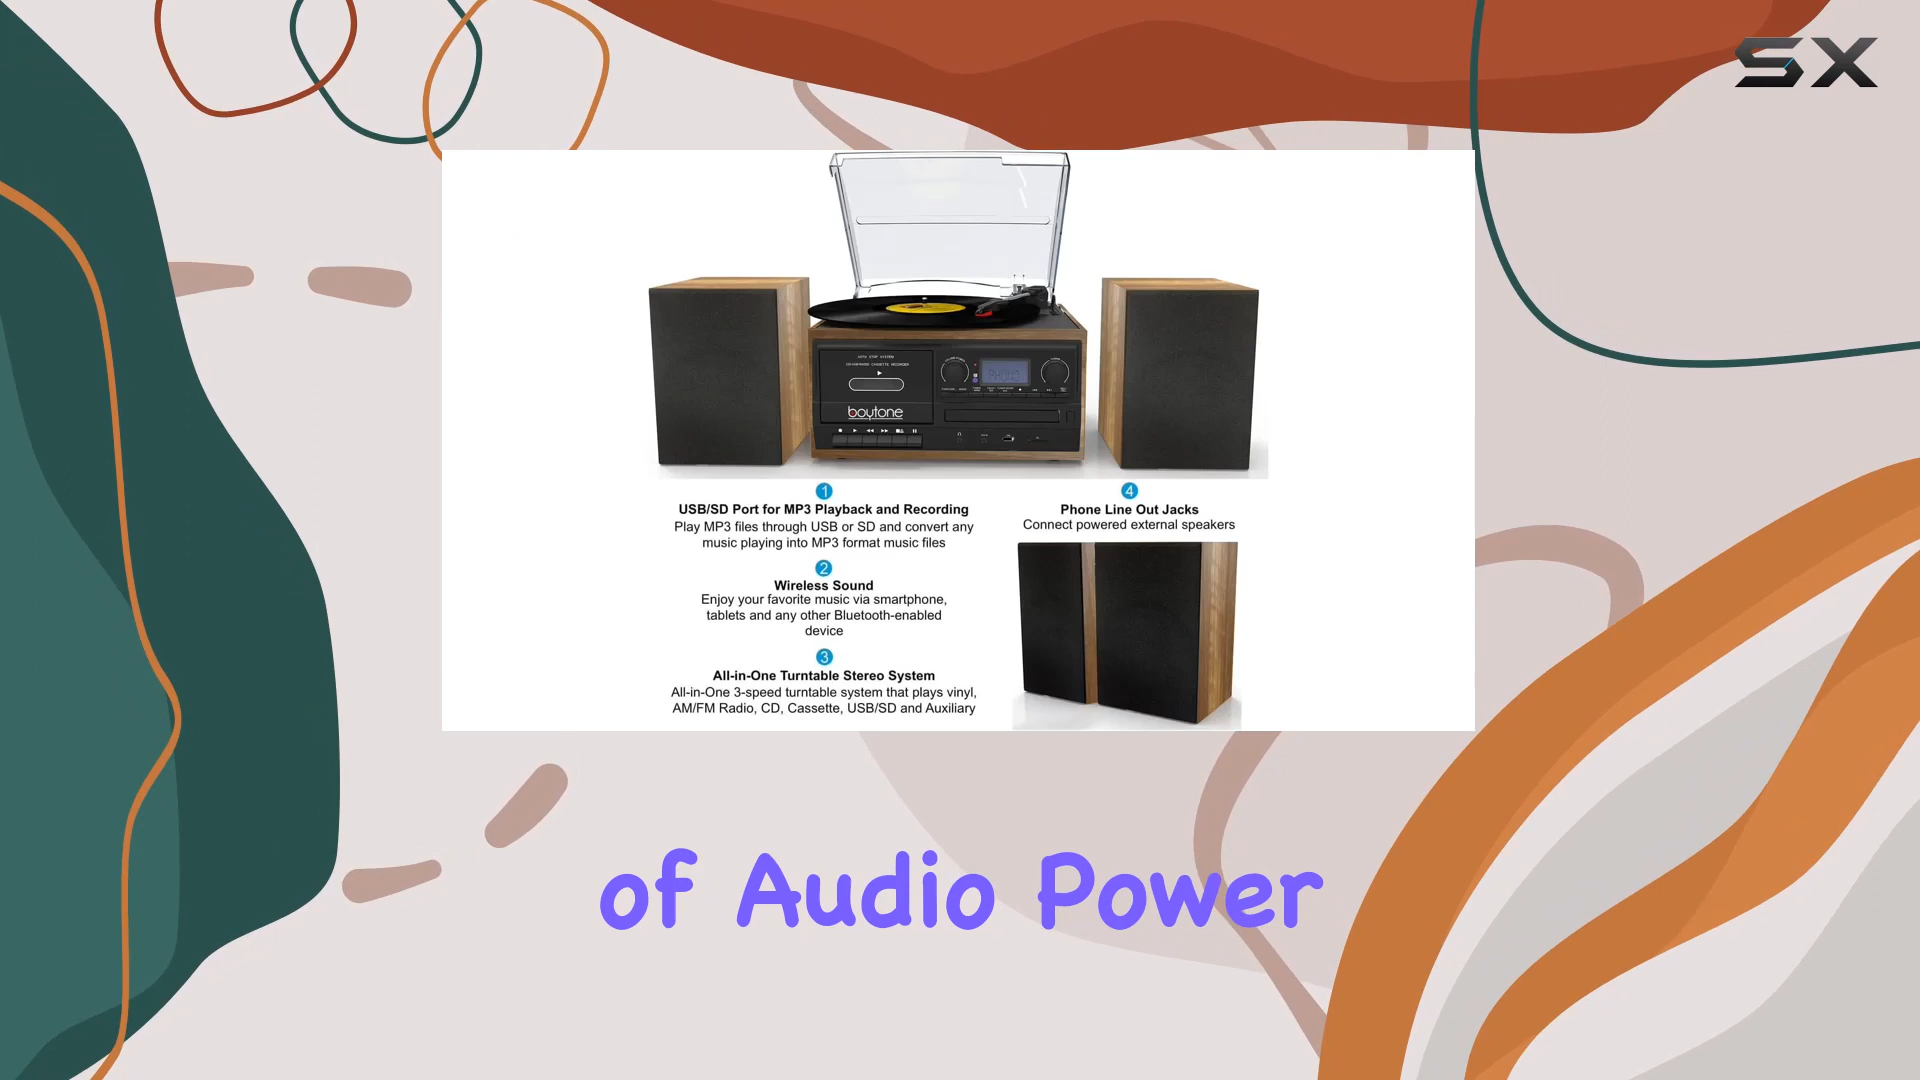 SX
AUTO STOP SYSTEM
boytone
PHONO
1
USB/SD Port for MP3 Playback and Recording
Play MP3 files through USB or SD and convert any
music playing into MP3 format music files
2
Wireless Sound
Enjoy your favorite music via smartphone,
tablets and any other Bluetooth-enabled
device
3
All-in-One Turntable Stereo System
All-in-One 3-speed turntable system that plays vinyl,
AM/FM Radio, CD, Cassette, USB/SD and Auxiliary
4
Phone Line Out Jacks
Connect powered external speakers
of Audio Power